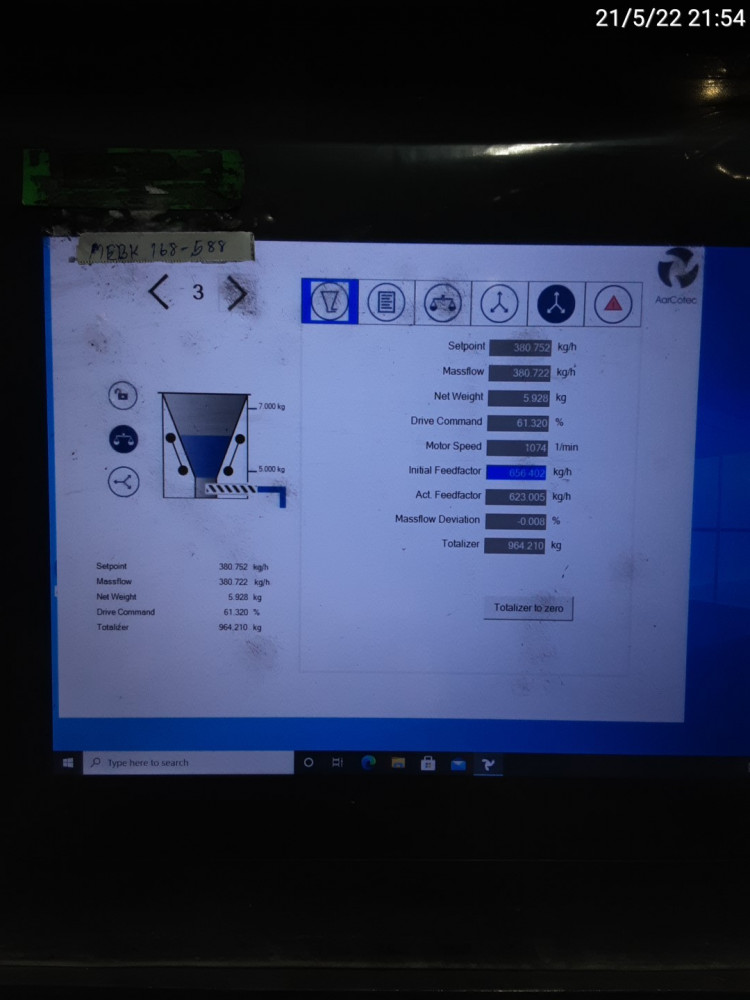 21/5/22 21:54
MEBK 168-588
3
AarCotec
7.000 kg
5.000 kg
Setpoint 380.752 kg/h
Massflow 380.722 kg/h
Net Weight 5.928 kg
Drive Command 61.320 %
Motor Speed 1074 1/min
Initial Feedfactor 656.402 kg/h
Act. Feedfactor 623.005 kg/h
Massflow Deviation -0.008 %
Totalizer 964.210 kg
Totalizer to zero
Setpoint 380.752 kg/h
Massflow 380.722 kg/h
Net Weight 5.928 kg
Drive Command 61.320 %
Totalizer 964.210 kg
Type here to search